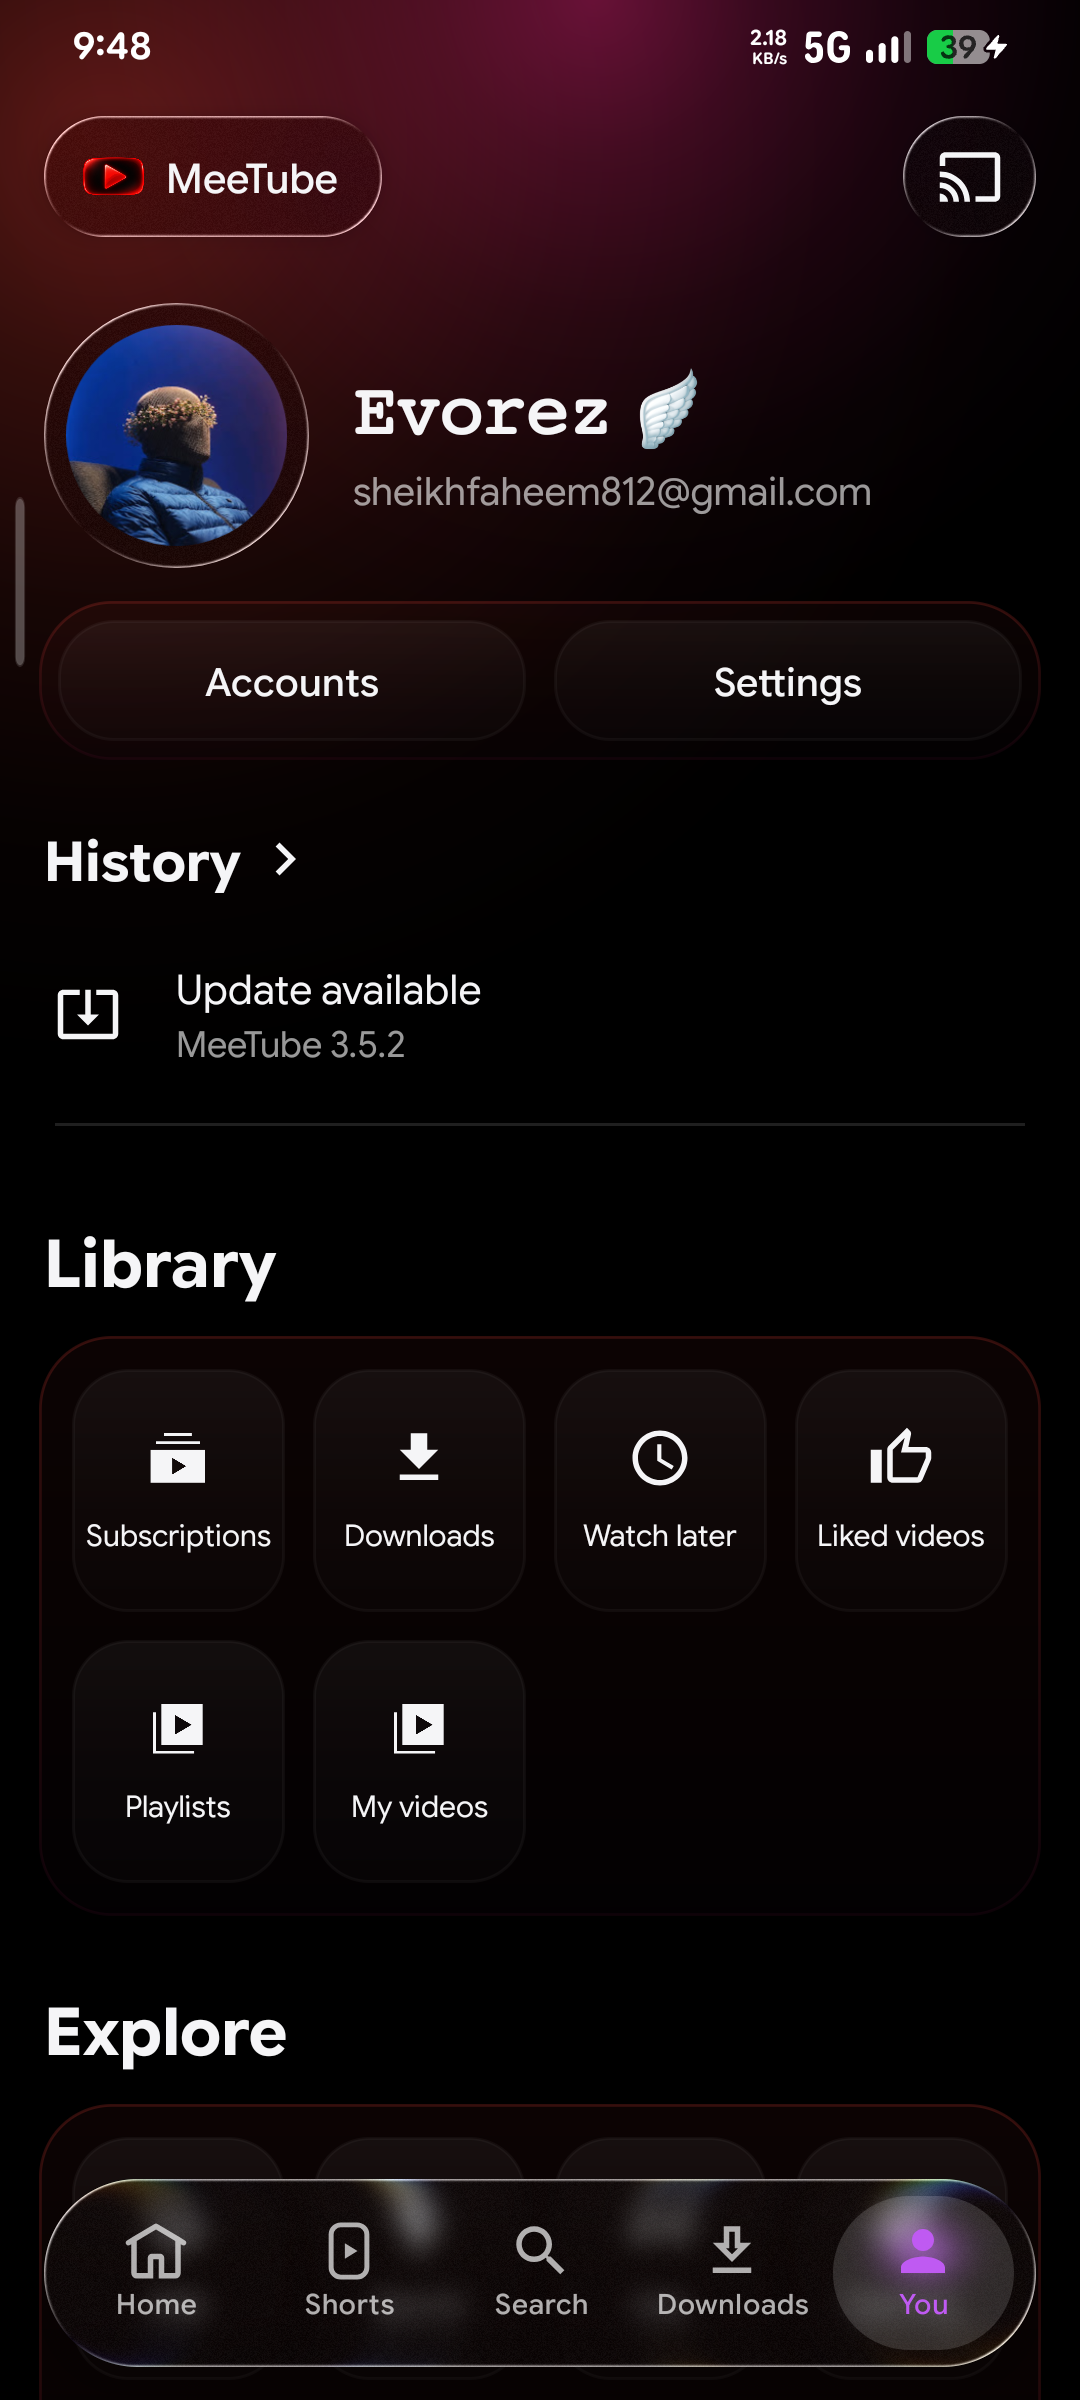 9:48
2.18
KB/s
5G
39
MeeTube
Evorez 🪽
sheikhfaheem812@gmail.com
Accounts
Settings
History
Update available
MeeTube 3.5.2
Library
Subscriptions
Downloads
Watch later
Liked videos
Playlists
My videos
Explore
Home
Shorts
Search
Downloads
You